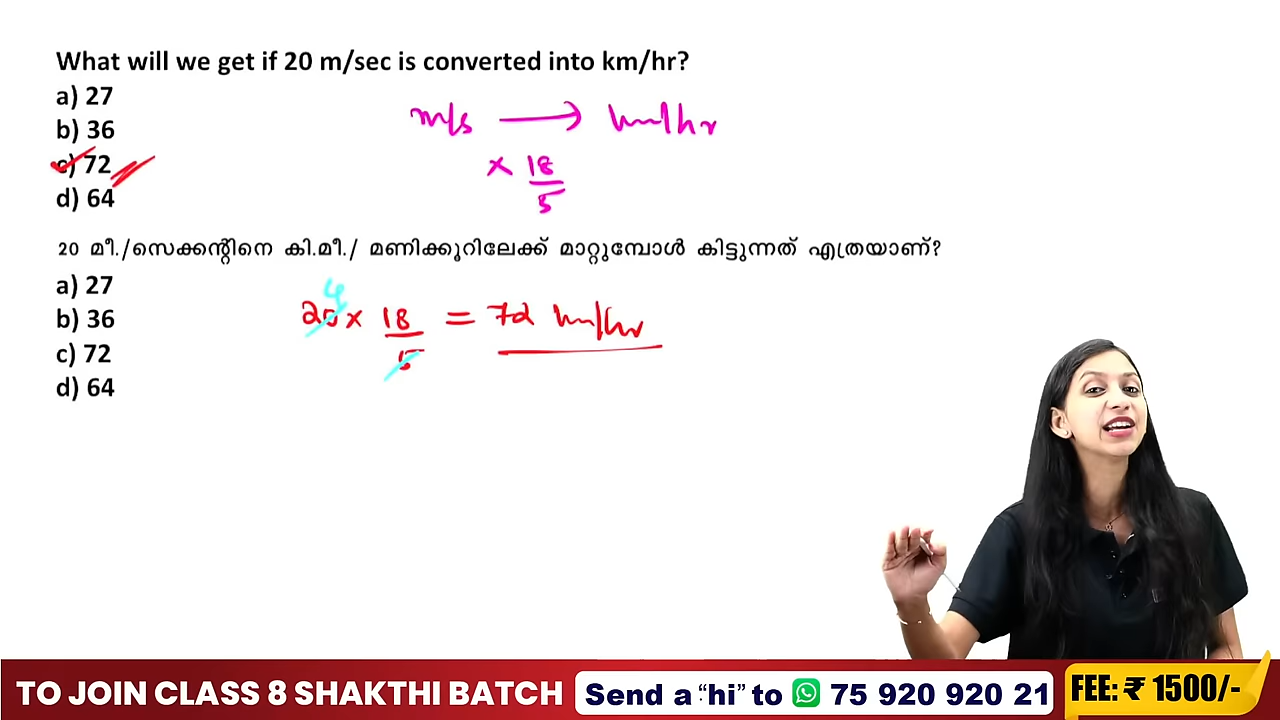 What will we get if 20 m/sec is converted into km/hr?
a) 27
b) 36
c) 72
d) 64
m/s → km/hr
× 18/5
20 മീ./സെക്കന്റിനെ കി.മീ./ മണിക്കൂറിലേക്ക് മാറ്റുമ്പോൾ കിട്ടുന്നത് എത്രയാണ്?
a) 27
b) 36
c) 72
d) 64
4
20 × 18/5 = 72 km/hr
TO JOIN CLASS 8 SHAKTHI BATCH Send a “hi” to 75 920 920 21 FEE: ₹ 1500/-